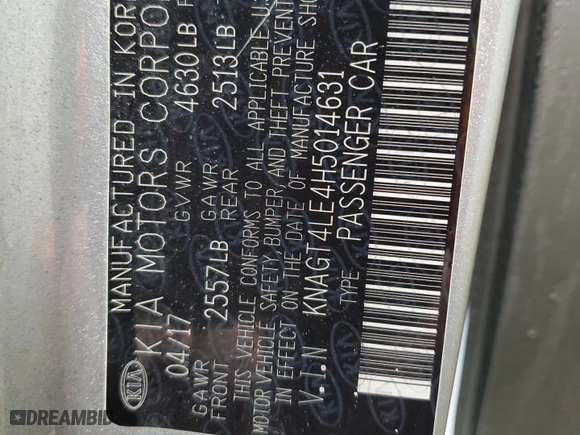 MANUFACTURED IN KOR
KIA MOTORS CORPO
04/17 GVWR 4630LB
GAWR FRONT 2557LB GAWR REAR 2513LB
THIS VEHICLE CONFORMS TO ALL APPLICABLE
MOTOR VEHICLE SAFETY BUMPER AND THEFT PREVENT
IN EFFECT ON THE DATE OF MANUFACTURE SHO
V.I.N KNAGT4LE4H5014631
TYPE: PASSENGER CAR
KIA
DREAMBID